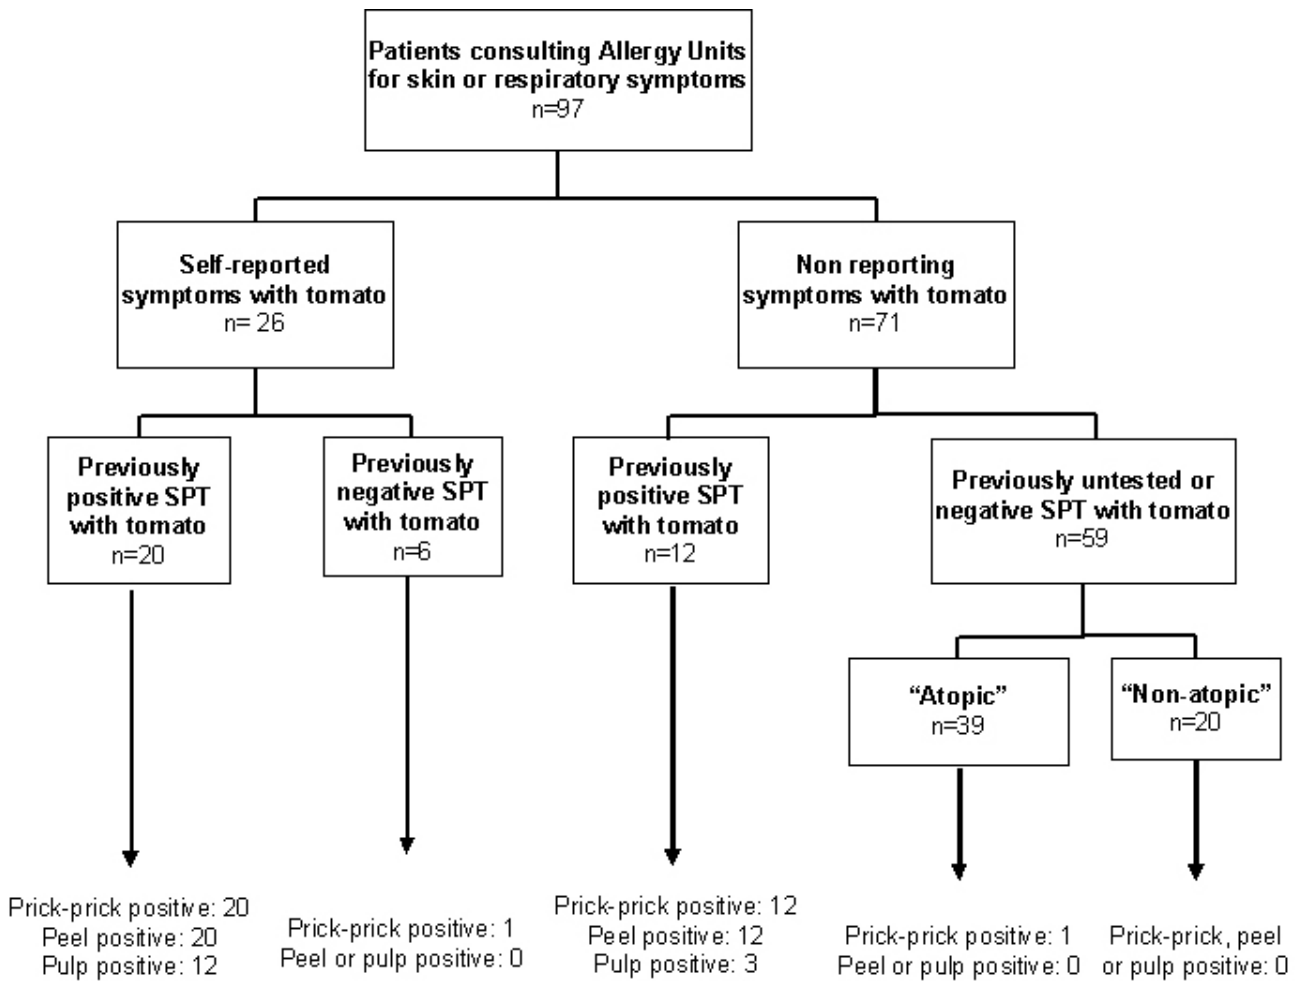 Patients consulting Allergy Units
for skin or respiratory symptoms
n=97
Self-reported
symptoms with tomato
n= 26
Non reporting
symptoms with tomato
n=71
Previously
positive SPT
with tomato
n=20
Previously
negative SPT
with tomato
n=6
Previously
positive SPT
with tomato
n=12
Previously untested or
negative SPT with tomato
n=59
“Atopic”
n=39
“Non-atopic”
n=20
Prick-prick positive: 20
Peel positive: 20
Pulp positive: 12
Prick-prick positive: 1
Peel or pulp positive: 0
Prick-prick positive: 12
Peel positive: 12
Pulp positive: 3
Prick-prick positive: 1
Peel or pulp positive: 0
Prick-prick, peel
or pulp positive: 0